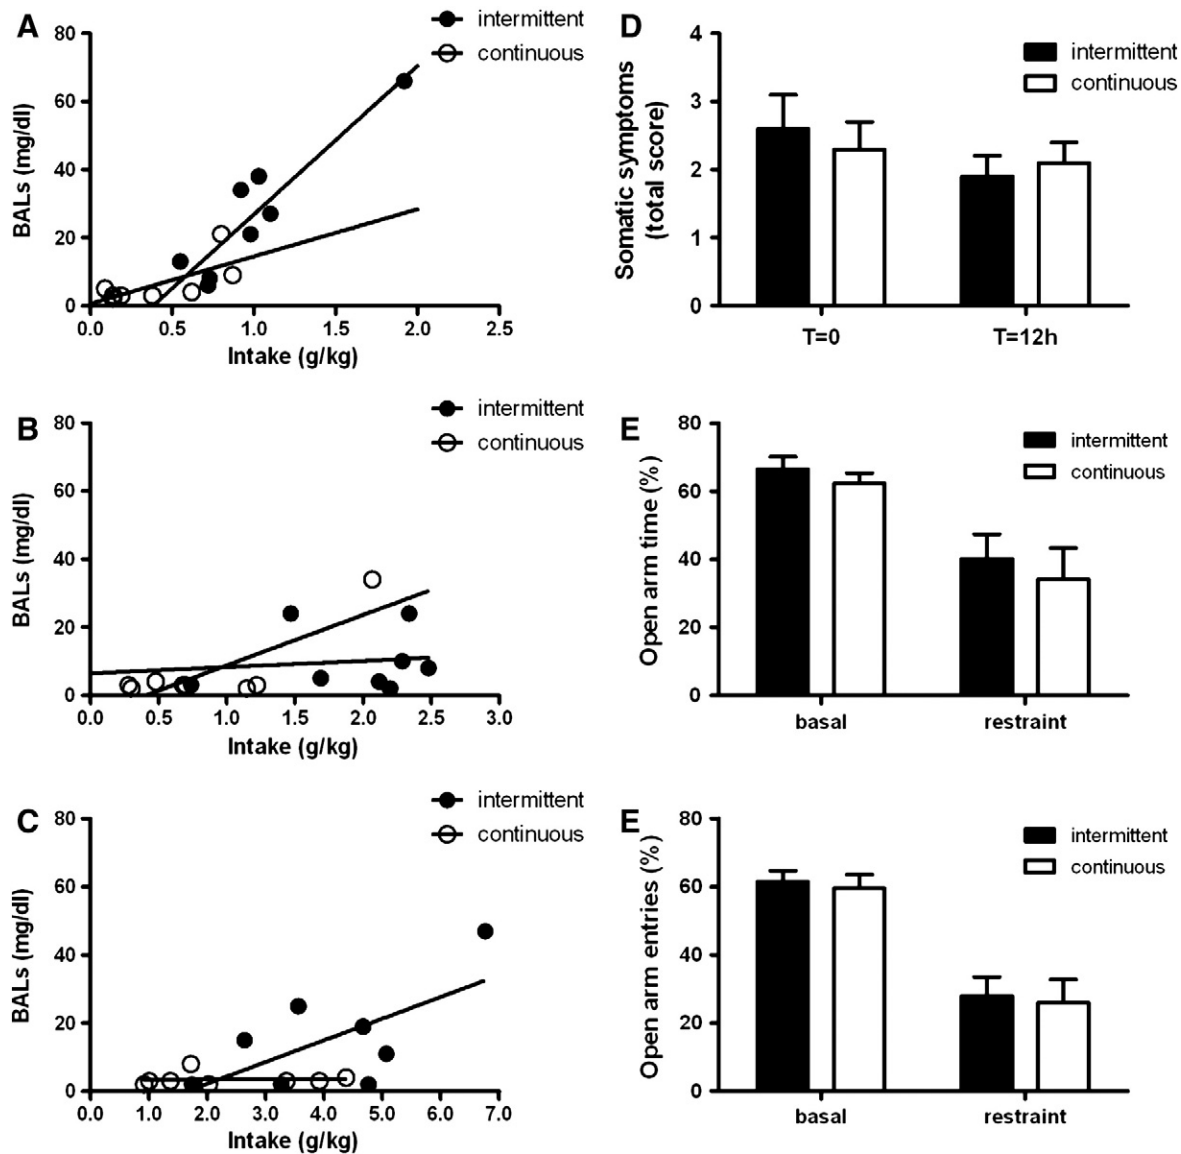 A
intermittent
continuous
BALs (mg/dl)
80
60
40
20
0
0.0 0.5 1.0 1.5 2.0 2.5
Intake (g/kg)
B
intermittent
continuous
BALs (mg/dl)
80
60
40
20
0
0.0 0.5 1.0 1.5 2.0 2.5 3.0
Intake (g/kg)
C
intermittent
continuous
BALs (mg/dl)
80
60
40
20
0
0.0 1.0 2.0 3.0 4.0 5.0 6.0 7.0
Intake (g/kg)
D
intermittent
continuous
Somatic symptoms
(total score)
4
3
2
1
0
T=0 T=12h
E
intermittent
continuous
Open arm time (%)
80
60
40
20
0
basal restraint
E
intermittent
continuous
Open arm entries (%)
80
60
40
20
0
basal restraint